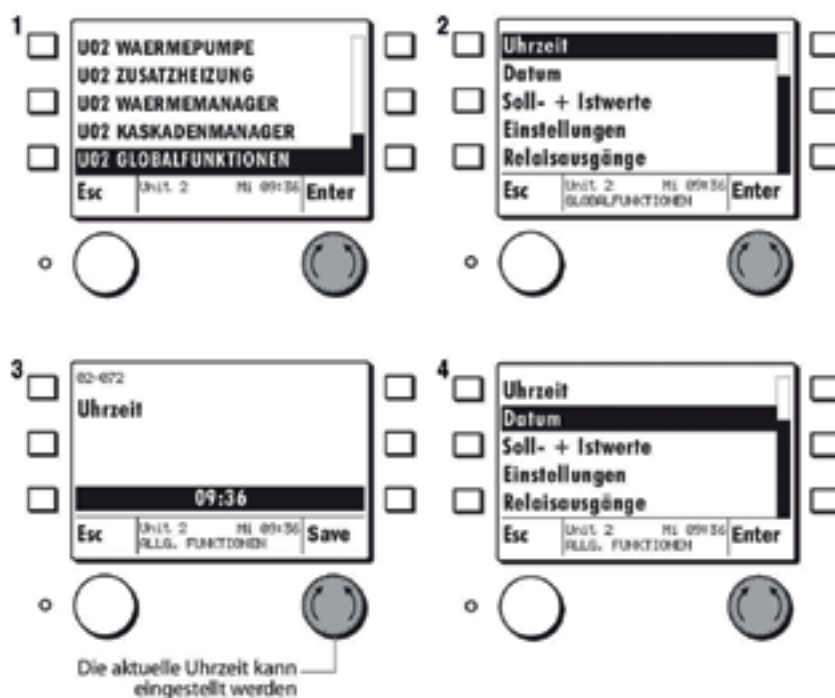 1
U02 WAERMEPUMPE
U02 ZUSATZHEIZUNG
U02 WAERMEMANAGER
U02 KASKADENMANAGER
U02 GLOBALFUNKTIONEN
Esc Unit 2 Mi 09:36 Enter
2
Uhrzeit
Datum
Soll- + Istwerte
Einstellungen
Relaisausgänge
Esc Unit 2 Mi 09:36 Enter
GLOBALFUNKTIONEN
3
02-072
Uhrzeit
09:36
Esc Unit 2 Mi 09:36 Save
ALLG. FUNKTIONEN
Die aktuelle Uhrzeit kann
eingestellt werden
4
Uhrzeit
Datum
Soll- + Istwerte
Einstellungen
Relaisausgänge
Esc Unit 2 Mi 09:36 Enter
ALLG. FUNKTIONEN